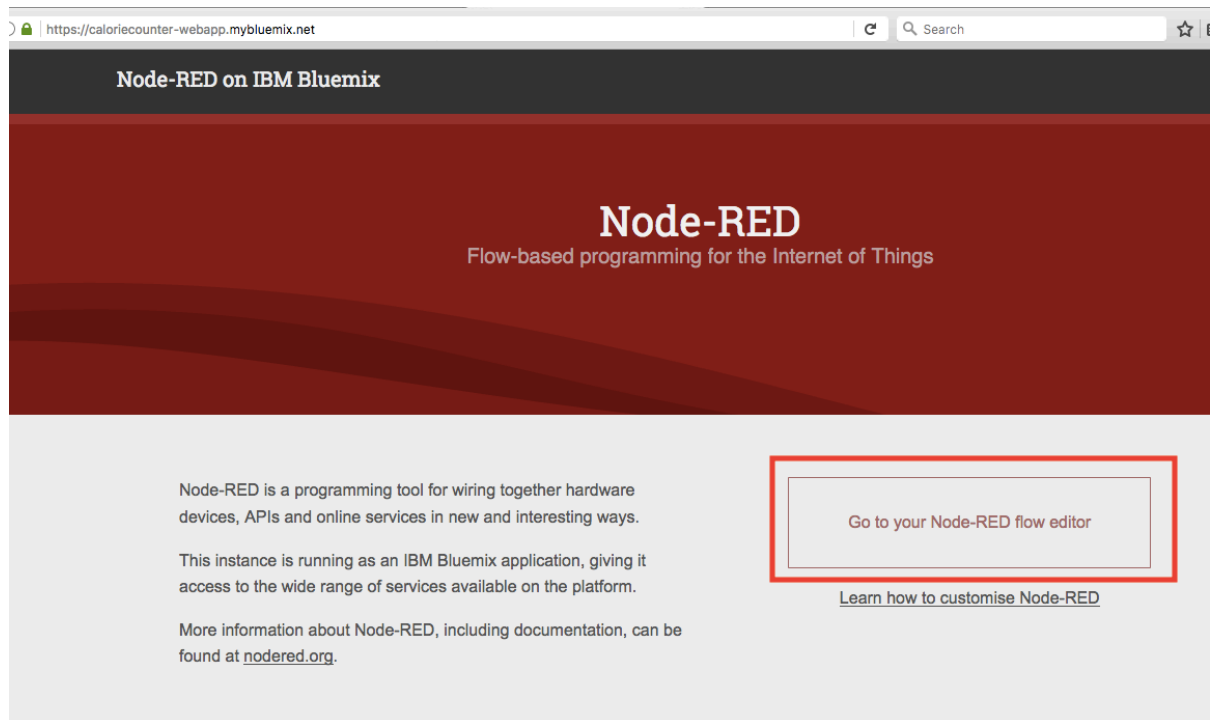 https://caloriecounter-webapp.mybluemix.net
Search
Node-RED on IBM Bluemix
Node-RED
Flow-based programming for the Internet of Things
Node-RED is a programming tool for wiring together hardware
devices, APIs and online services in new and interesting ways.
This instance is running as an IBM Bluemix application, giving it
access to the wide range of services available on the platform.
More information about Node-RED, including documentation, can be
found at nodered.org.
Go to your Node-RED flow editor
Learn how to customise Node-RED